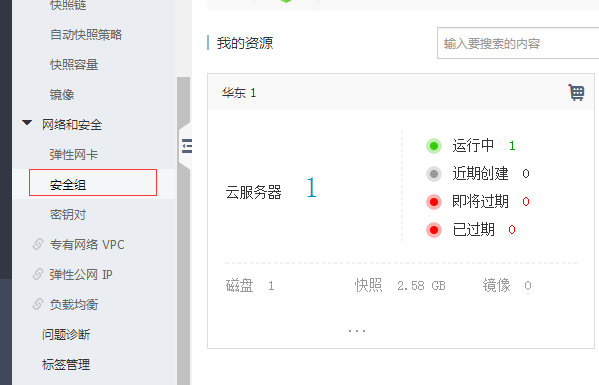 快照链
自动快照策略
快照容量
镜像
网络和安全
弹性网卡
安全组
密钥对
专有网络 VPC
弹性公网 IP
负载均衡
问题诊断
标签管理
我的资源
输入要搜索的内容
华东 1
云服务器 1
运行中 1
近期创建 0
即将过期 0
已过期 0
磁盘 1 快照 2.58 GB 镜像 0
...